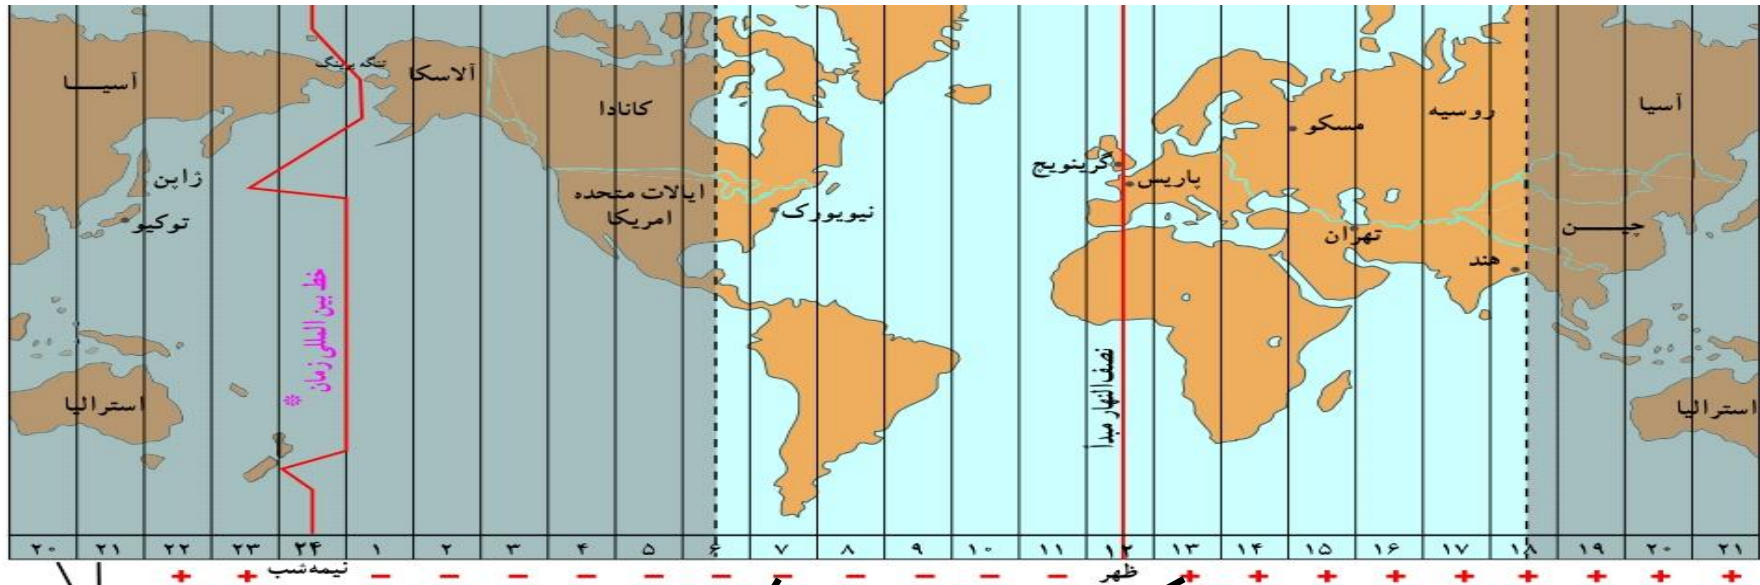 آسیا
تنگه برینگ
آلاسکا
کانادا
ژاپن
توکیو
ایالات متحده
امریکا
نیویورک
گرینویچ
پاریس
مسکو
روسیه
تهران
هند
آسیا
چین
استرالیا
استرالیا
خط بین المللی زمان *
نصف‌النهار مبدأ
۲۰ ۲۱ ۲۲ ۲۳ ۲۴ ۱ ۲ ۳ ۴ ۵ ۶ ۷ ۸ ۹ ۱۰ ۱۱ ۱۲ ۱۳ ۱۴ ۱۵ ۱۶ ۱۷ ۱۸ ۱۹ ۲۰ ۲۱
+ + نیمه‌شب - - - - - - - - - - - ظهر + + + + + + + + +